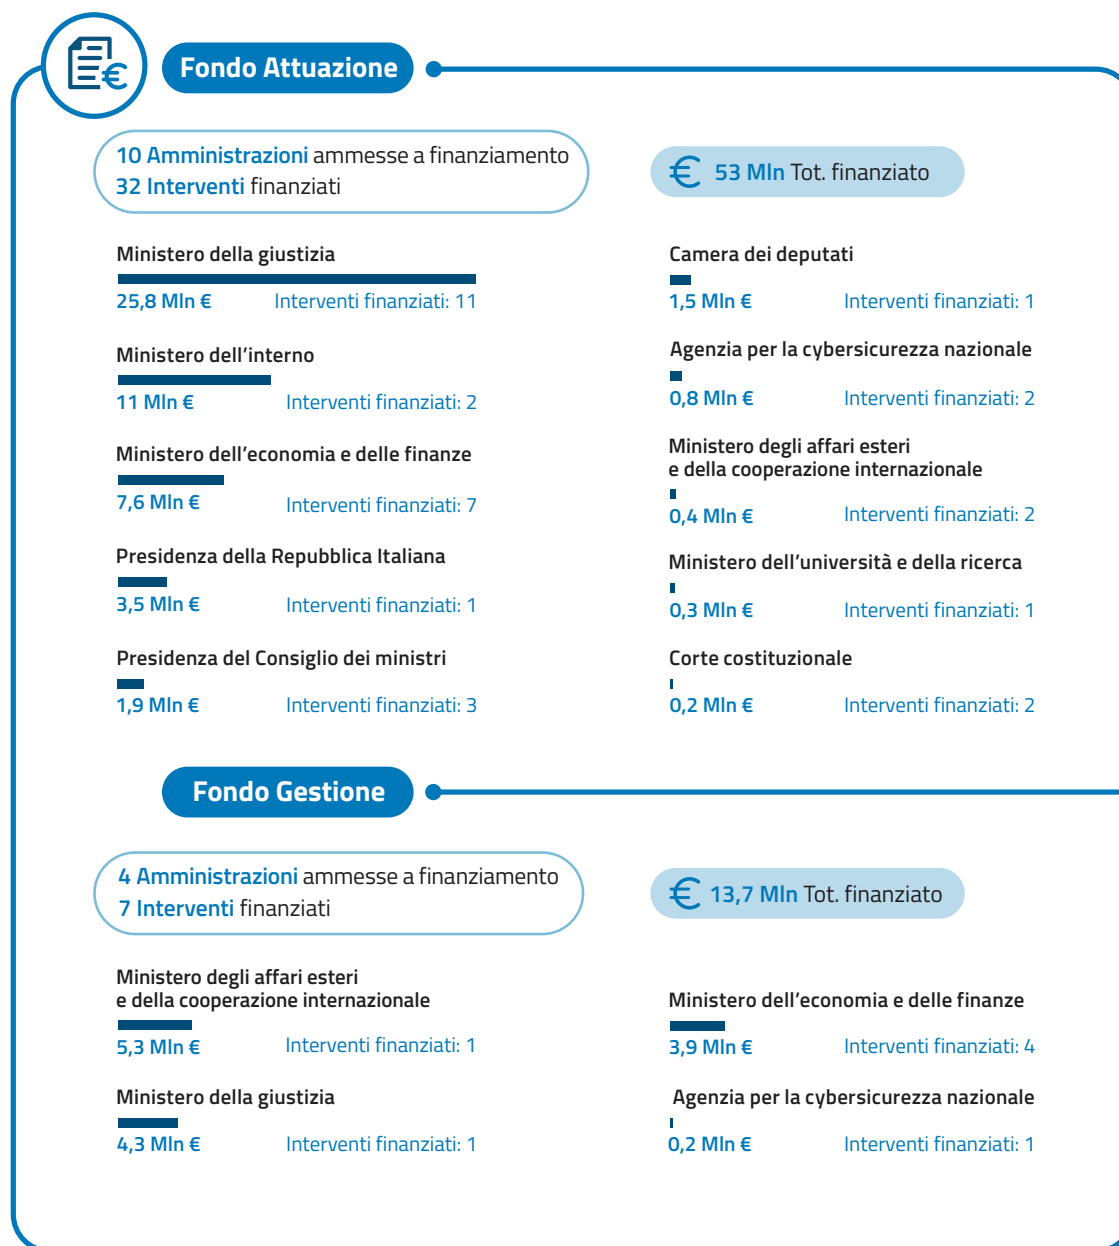 Fondo Attuazione
10 Amministrazioni ammesse a finanziamento
32 Interventi finanziati
€ 53 Mln Tot. finanziato
Ministero della giustizia
25,8 Mln € Interventi finanziati: 11
Ministero dell'interno
11 Mln € Interventi finanziati: 2
Ministero dell'economia e delle finanze
7,6 Mln € Interventi finanziati: 7
Presidenza della Repubblica Italiana
3,5 Mln € Interventi finanziati: 1
Presidenza del Consiglio dei ministri
1,9 Mln € Interventi finanziati: 3
Camera dei deputati
1,5 Mln € Interventi finanziati: 1
Agenzia per la cybersicurezza nazionale
0,8 Mln € Interventi finanziati: 2
Ministero degli affari esteri
e della cooperazione internazionale
0,4 Mln € Interventi finanziati: 2
Ministero dell'università e della ricerca
0,3 Mln € Interventi finanziati: 1
Corte costituzionale
0,2 Mln € Interventi finanziati: 2
Fondo Gestione
4 Amministrazioni ammesse a finanziamento
7 Interventi finanziati
€ 13,7 Mln Tot. finanziato
Ministero degli affari esteri
e della cooperazione internazionale
5,3 Mln € Interventi finanziati: 1
Ministero della giustizia
4,3 Mln € Interventi finanziati: 1
Ministero dell'economia e delle finanze
3,9 Mln € Interventi finanziati: 4
Agenzia per la cybersicurezza nazionale
0,2 Mln € Interventi finanziati: 1